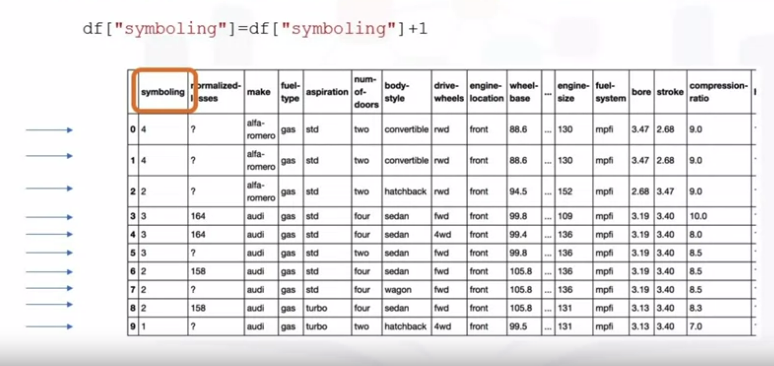 df["symboling"]=df["symboling"]+1
symboling normalized-losses make fuel-type aspiration num-of-doors body-style drive-wheels engine-location wheel-base ... engine-size fuel-system bore stroke compression-ratio
0 4 ? alfa-romero gas std two convertible rwd front 88.6 ... 130 mpfi 3.47 2.68 9.0
1 4 ? alfa-romero gas std two convertible rwd front 88.6 ... 130 mpfi 3.47 2.68 9.0
2 2 ? alfa-romero gas std two hatchback rwd front 94.5 ... 152 mpfi 2.68 3.47 9.0
3 3 164 audi gas std four sedan fwd front 99.8 ... 109 mpfi 3.19 3.40 10.0
4 3 164 audi gas std four sedan 4wd front 99.4 ... 136 mpfi 3.19 3.40 8.0
5 3 ? audi gas std two sedan fwd front 99.8 ... 136 mpfi 3.19 3.40 8.5
6 2 158 audi gas std four sedan fwd front 105.8 ... 136 mpfi 3.19 3.40 8.5
7 2 ? audi gas std four wagon fwd front 105.8 ... 136 mpfi 3.19 3.40 8.5
8 2 158 audi gas turbo four sedan fwd front 105.8 ... 131 mpfi 3.13 3.40 8.3
9 1 ? audi gas turbo two hatchback 4wd front 99.5 ... 131 mpfi 3.13 3.40 7.0